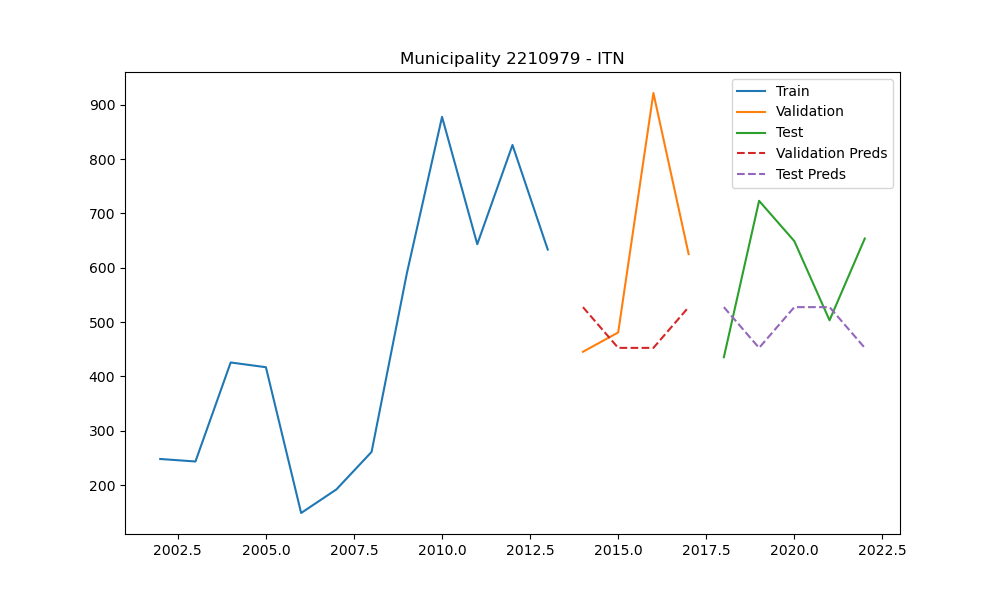 Municipality 2210979 - ITN
Train
Validation
Test
Validation Preds
Test Preds
900
800
700
600
500
400
300
200
2002.5 2005.0 2007.5 2010.0 2012.5 2015.0 2017.5 2020.0 2022.5